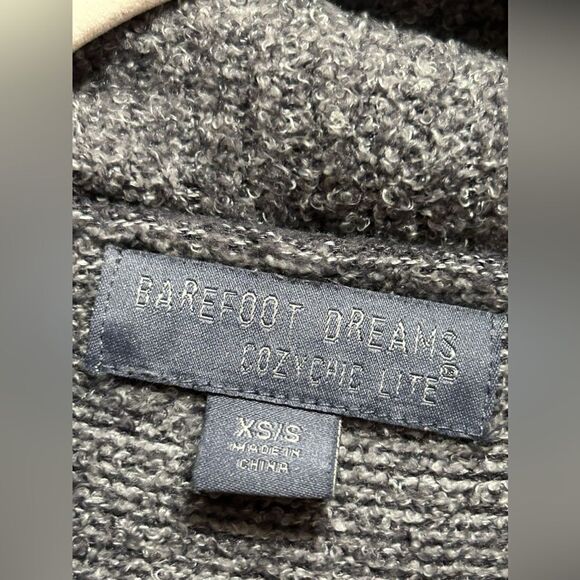 BAREFOOT DREAMS®
COZYCHIC LITE
XS/S
MADE IN
CHINA